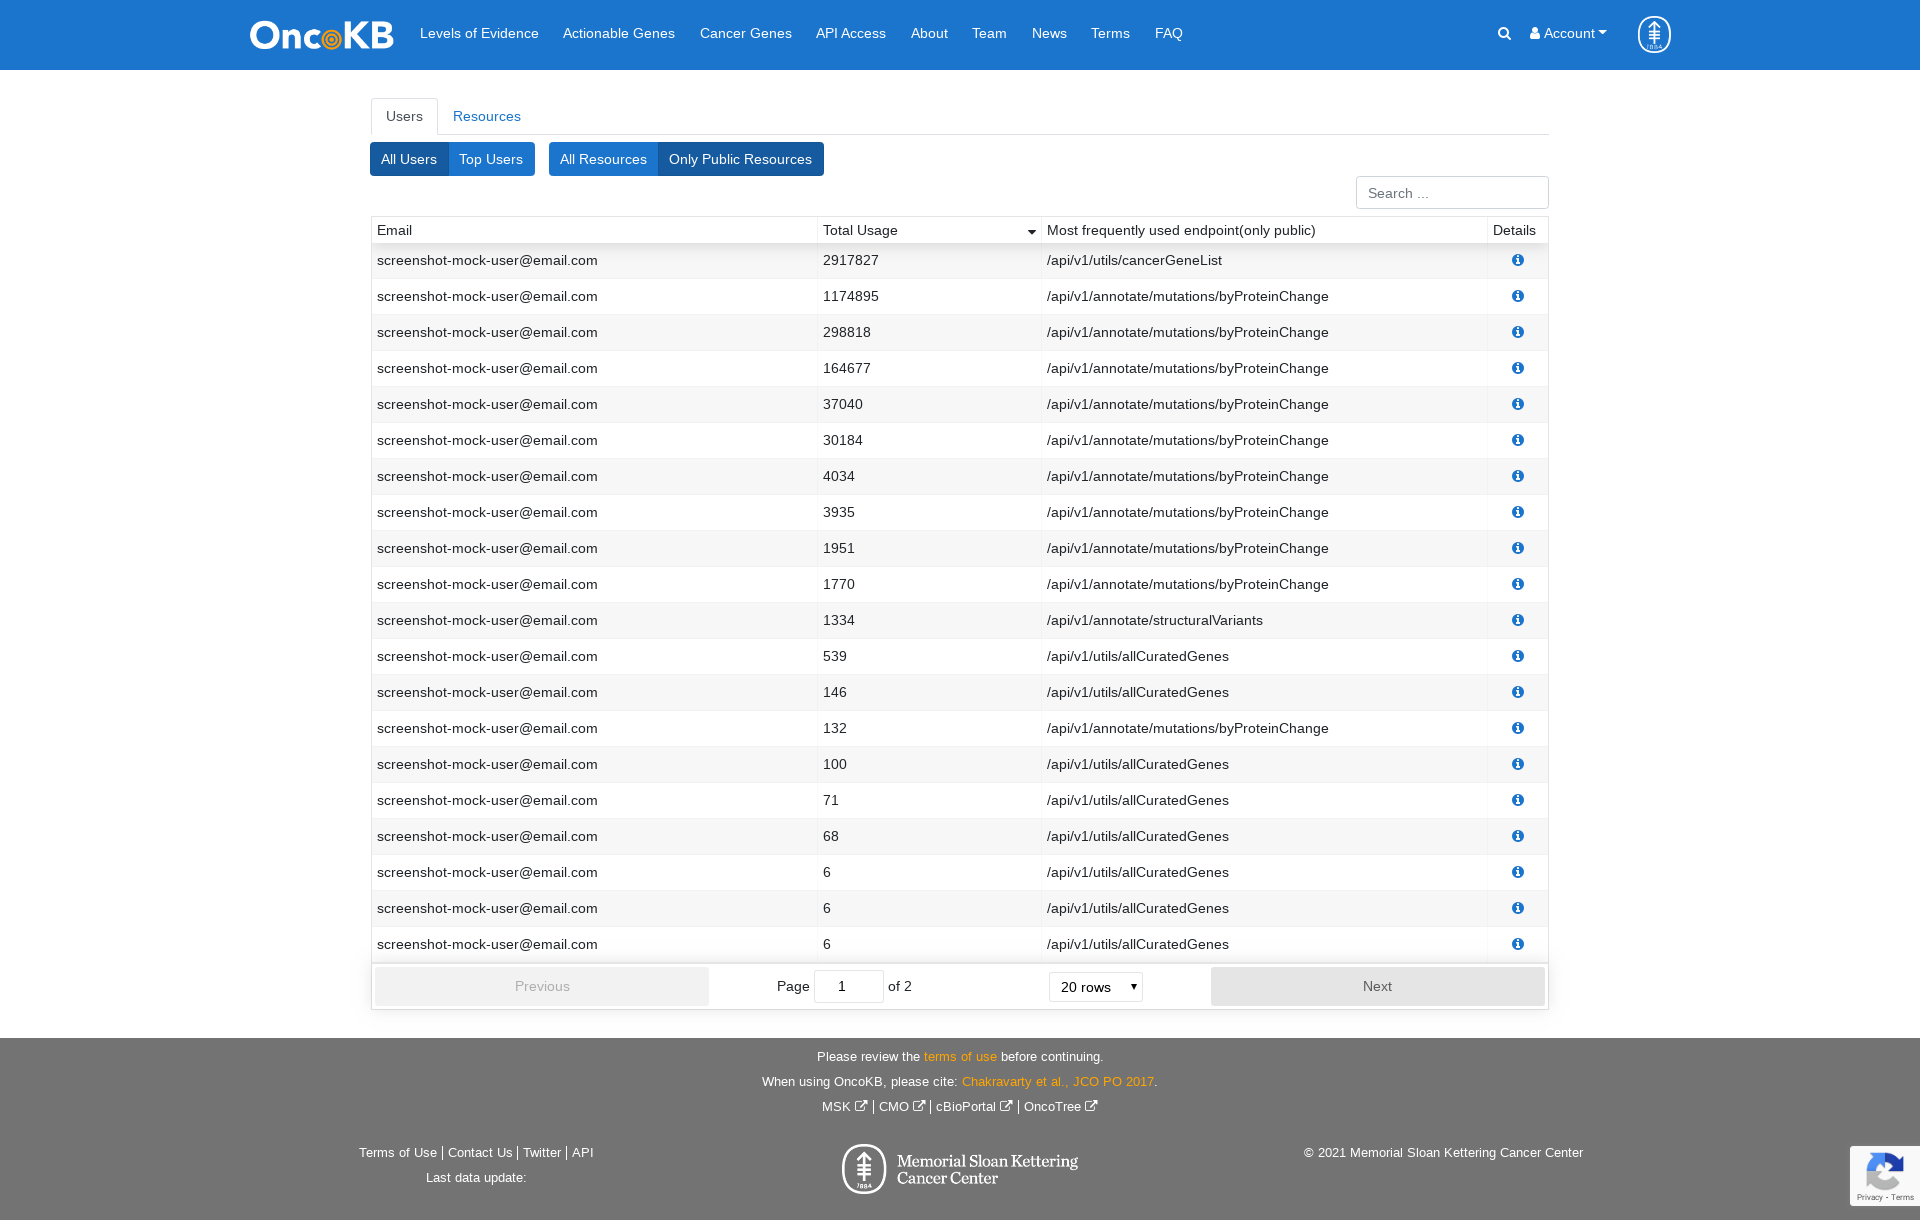 OncoKB Levels of Evidence Actionable Genes Cancer Genes API Access About Team News Terms FAQ Account
Users Resources
All Users Top Users All Resources Only Public Resources
Search ...
Email Total Usage Most frequently used endpoint(only public) Details
screenshot-mock-user@email.com 2917827 /api/v1/utils/cancerGeneList
screenshot-mock-user@email.com 1174895 /api/v1/annotate/mutations/byProteinChange
screenshot-mock-user@email.com 298818 /api/v1/annotate/mutations/byProteinChange
screenshot-mock-user@email.com 164677 /api/v1/annotate/mutations/byProteinChange
screenshot-mock-user@email.com 37040 /api/v1/annotate/mutations/byProteinChange
screenshot-mock-user@email.com 30184 /api/v1/annotate/mutations/byProteinChange
screenshot-mock-user@email.com 4034 /api/v1/annotate/mutations/byProteinChange
screenshot-mock-user@email.com 3935 /api/v1/annotate/mutations/byProteinChange
screenshot-mock-user@email.com 1951 /api/v1/annotate/mutations/byProteinChange
screenshot-mock-user@email.com 1770 /api/v1/annotate/mutations/byProteinChange
screenshot-mock-user@email.com 1334 /api/v1/annotate/structuralVariants
screenshot-mock-user@email.com 539 /api/v1/utils/allCuratedGenes
screenshot-mock-user@email.com 146 /api/v1/utils/allCuratedGenes
screenshot-mock-user@email.com 132 /api/v1/annotate/mutations/byProteinChange
screenshot-mock-user@email.com 100 /api/v1/utils/allCuratedGenes
screenshot-mock-user@email.com 71 /api/v1/utils/allCuratedGenes
screenshot-mock-user@email.com 68 /api/v1/utils/allCuratedGenes
screenshot-mock-user@email.com 6 /api/v1/utils/allCuratedGenes
screenshot-mock-user@email.com 6 /api/v1/utils/allCuratedGenes
screenshot-mock-user@email.com 6 /api/v1/utils/allCuratedGenes
Previous Page 1 of 2 20 rows Next
Please review the terms of use before continuing.
When using OncoKB, please cite: Chakravarty et al., JCO PO 2017.
MSK | CMO | cBioPortal | OncoTree
Terms of Use | Contact Us | Twitter | API
Last data update:
1884
Memorial Sloan Kettering
Cancer Center
© 2021 Memorial Sloan Kettering Cancer Center
Privacy - Terms